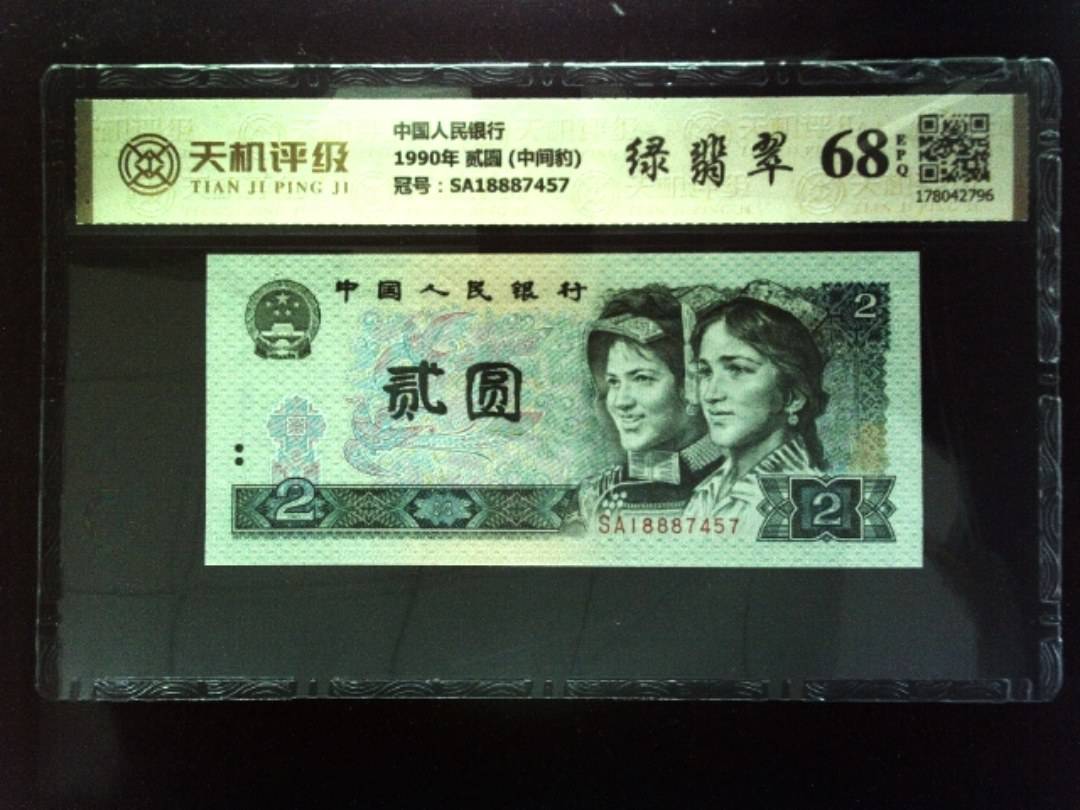 天机评级
TIAN JI PING JI
中国人民银行
1990年 贰圆 (中间豹)
冠号：SA18887457
绿翡翠
68
EPQ
178042796
中国人民银行
2
贰圆
2
SA18887457
2